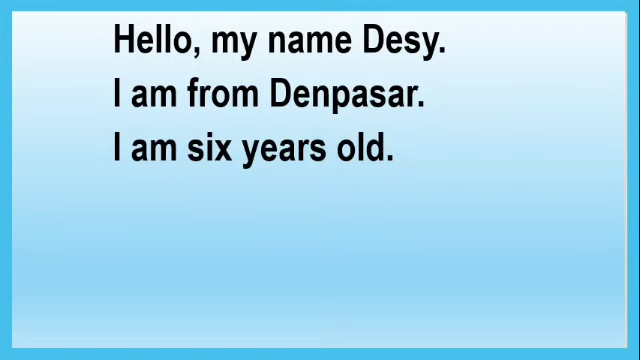 Hello, my name Desy.
I am from Denpasar.
I am six years old.